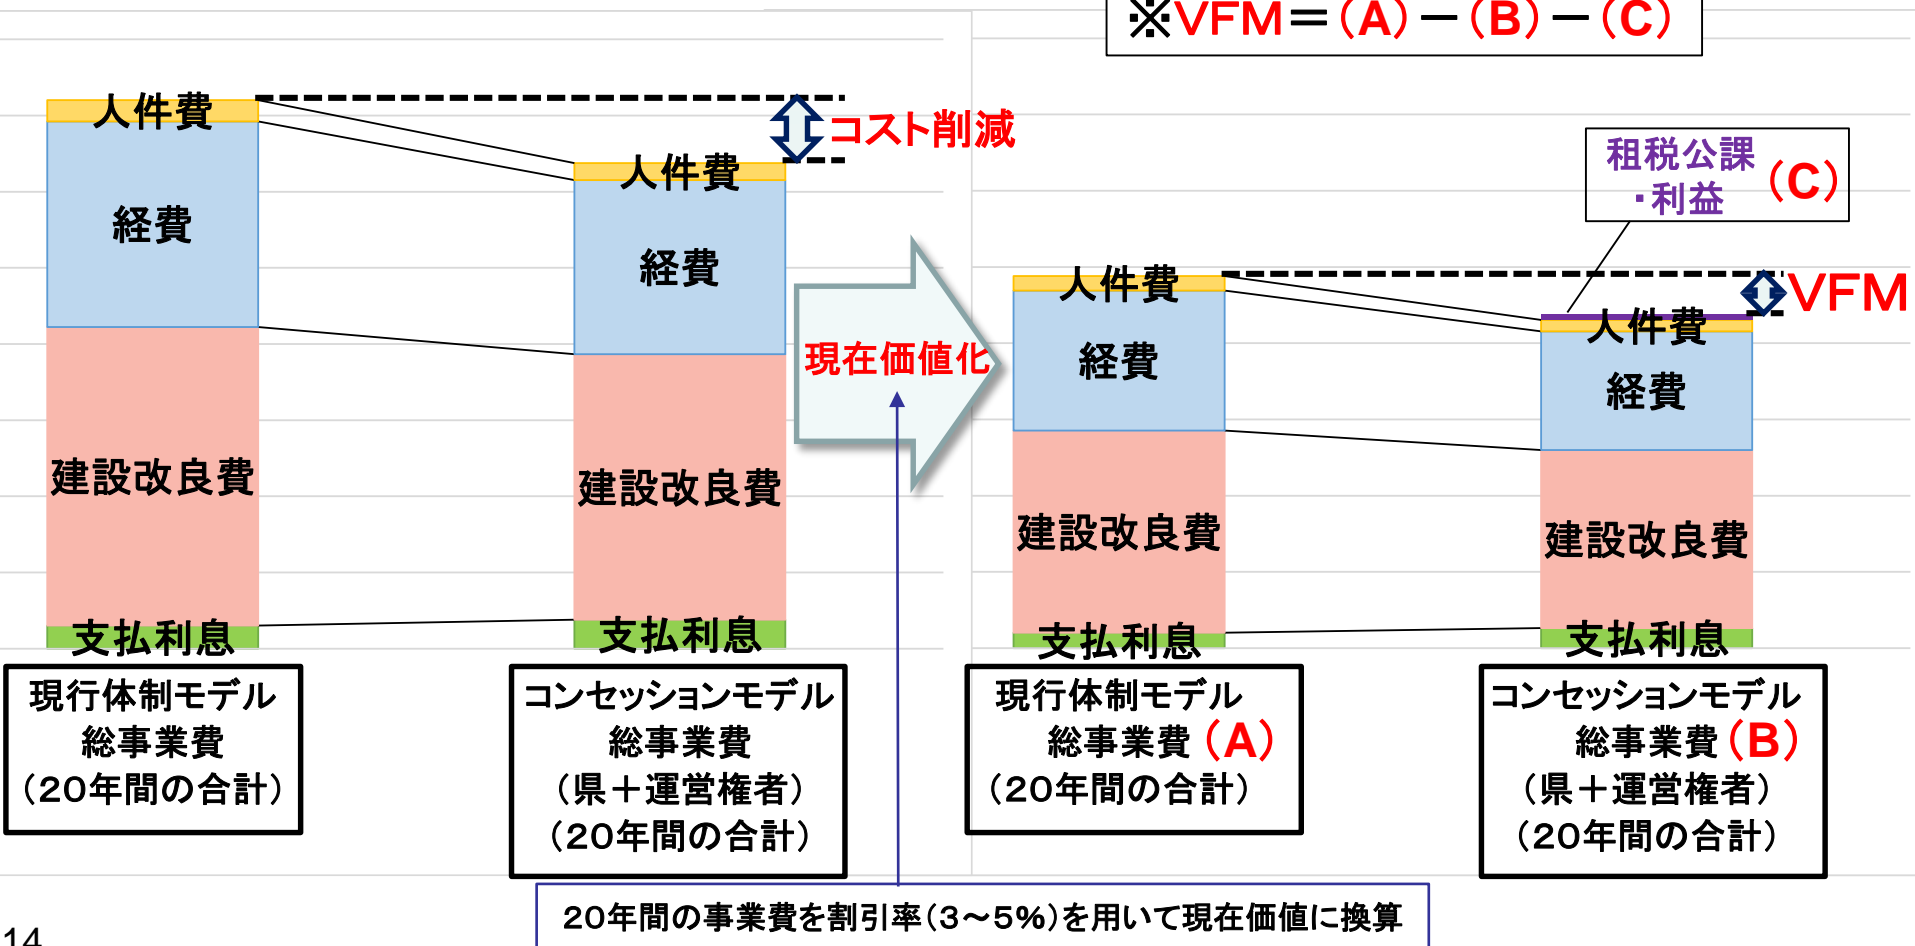 ※VFM＝(A)－(B)－(C)
人件費
経費
建設改良費
支払利息
人件費
経費
建設改良費
支払利息
コスト削減
現在価値化
租税公課
・利益
(C)
人件費
経費
建設改良費
支払利息
人件費
経費
建設改良費
支払利息
VFM
現行体制モデル
総事業費
(20年間の合計)
コンセッションモデル
総事業費
(県＋運営権者)
(20年間の合計)
現行体制モデル
総事業費(A)
(20年間の合計)
コンセッションモデル
総事業費(B)
(県＋運営権者)
(20年間の合計)
20年間の事業費を割引率(3～5%)を用いて現在価値に換算
14